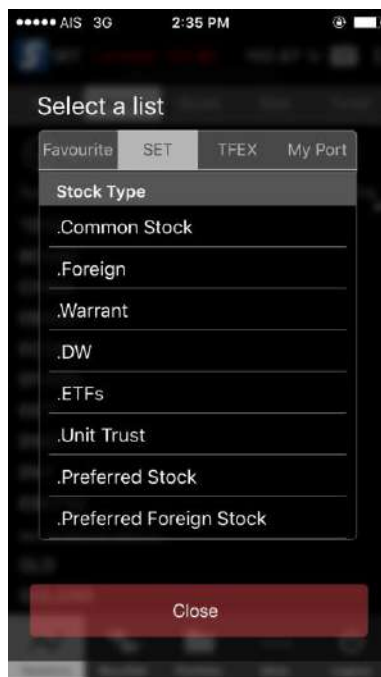 AIS 3G 2:35 PM
Select a list
Favourite SET TFEX My Port
Stock Type
.Common Stock
.Foreign
.Warrant
.DW
.ETFs
.Unit Trust
.Preferred Stock
.Preferred Foreign Stock
Close